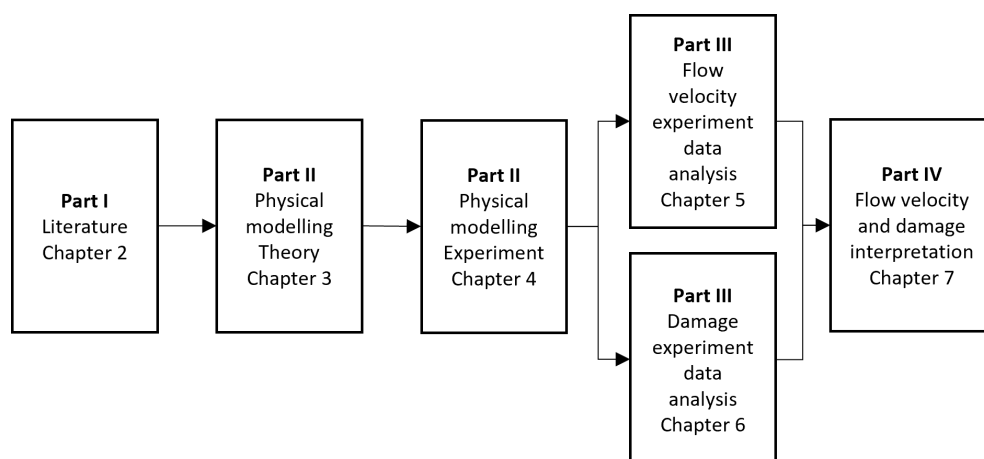 Part I
Literature
Chapter 2
Part II
Physical
modelling
Theory
Chapter 3
Part II
Physical
modelling
Experiment
Chapter 4
Part III
Flow
velocity
experiment
data
analysis
Chapter 5
Part III
Damage
experiment
data
analysis
Chapter 6
Part IV
Flow velocity
and damage
interpretation
Chapter 7